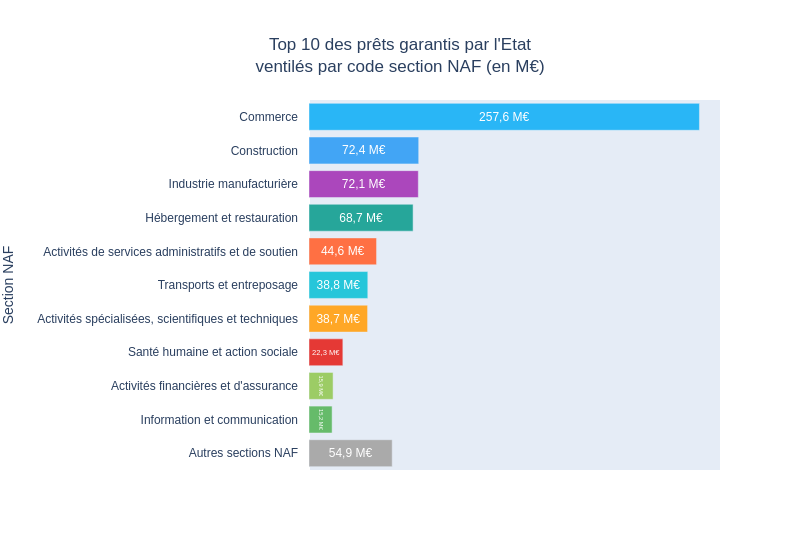 Top 10 des prêts garantis par l'Etat
ventilés par code section NAF (en M€)
Section NAF
Commerce 257,6 M€
Construction 72,4 M€
Industrie manufacturière 72,1 M€
Hébergement et restauration 68,7 M€
Activités de services administratifs et de soutien 44,6 M€
Transports et entreposage 38,8 M€
Activités spécialisées, scientifiques et techniques 38,7 M€
Santé humaine et action sociale 22,3 M€
Activités financières et d'assurance
Information et communication 15,2 M€
Autres sections NAF 54,9 M€